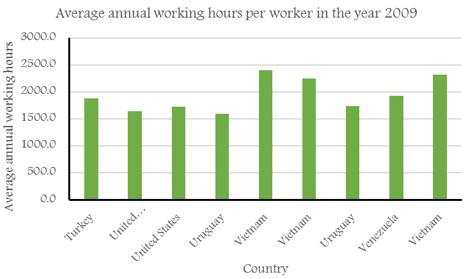 Average annual working hours per worker in the year 2009
Average annual working hours
3000.0
2500.0
2000.0
1500.0
1000.0
500.0
0.0
Turkey
United...
United States
Uruguay
Vietnam
Vietnam
Uruguay
Venezuela
Vietnam
Country